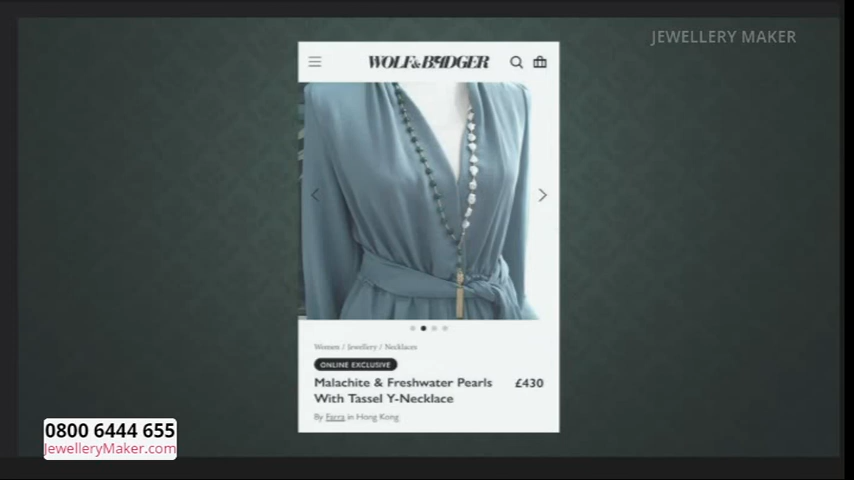 JEWELLERY MAKER
WOLF & BADGER
Women / Jewellery / Necklaces
ONLINE EXCLUSIVE
Malachite & Freshwater Pearls £430
With Tassel Y-Necklace
By Farra in Hong Kong
0800 6444 655
JewelleryMaker.com